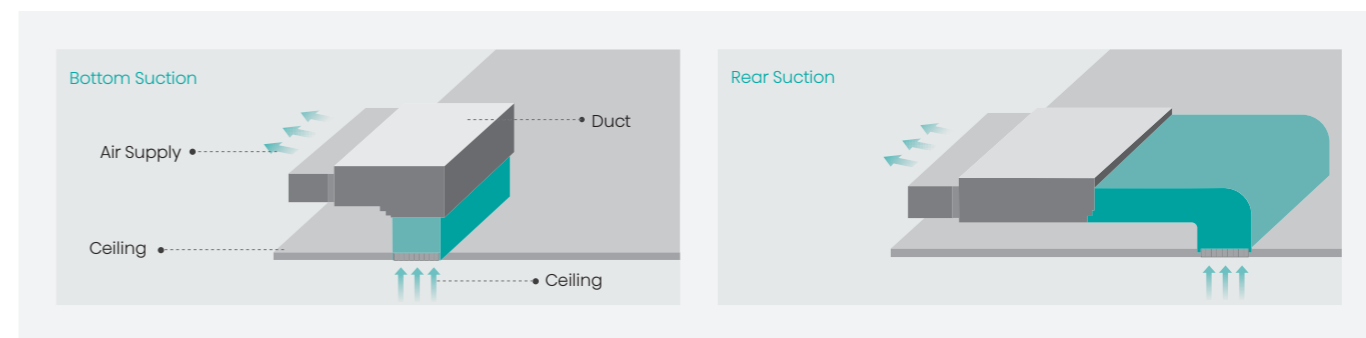 Bottom Suction
Duct
Air Supply
Ceiling
Ceiling
Rear Suction